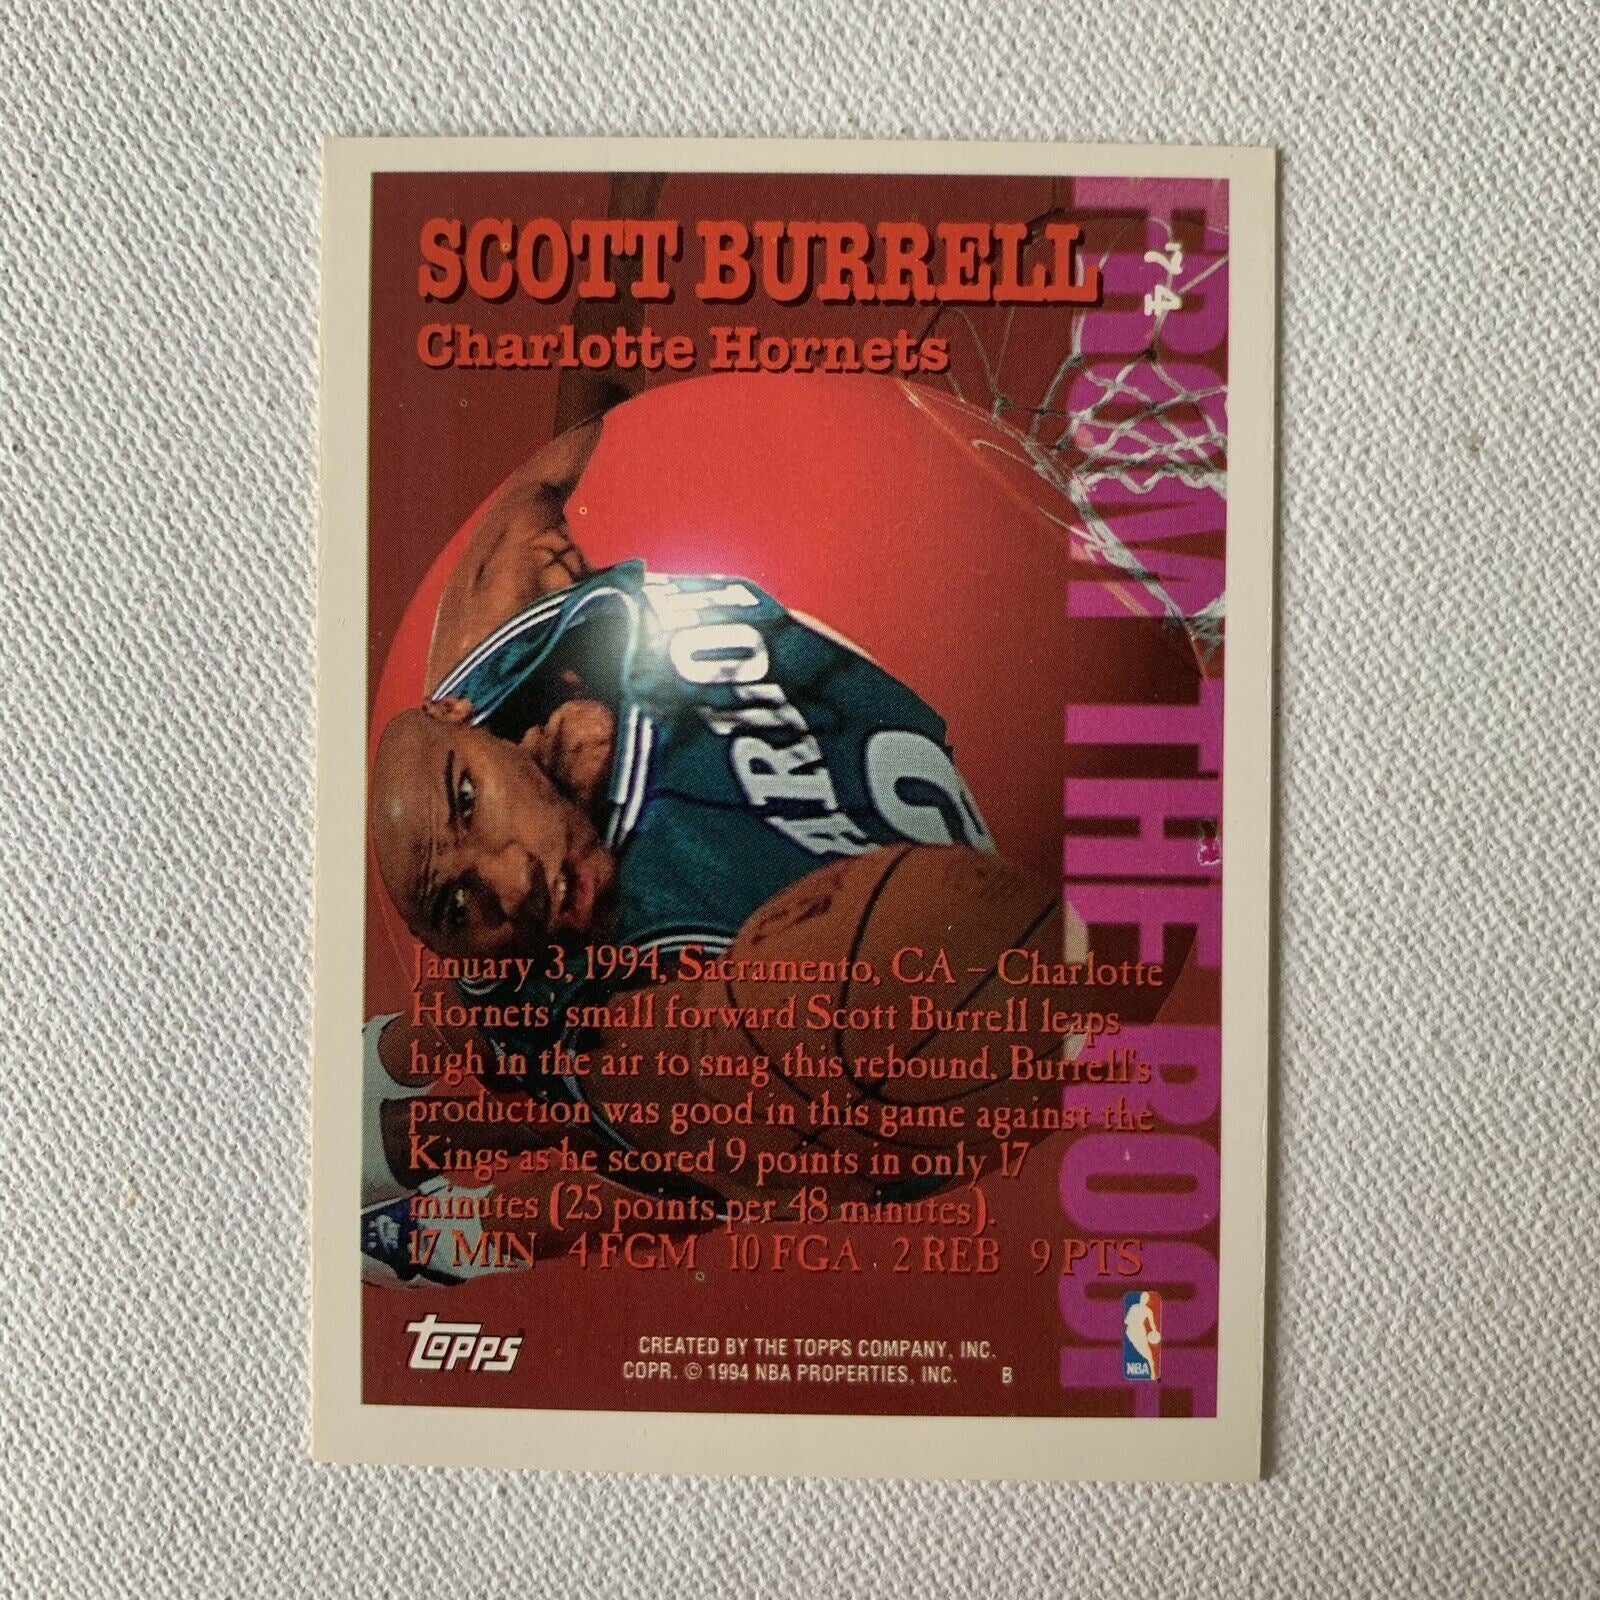 SCOTT BURRELL
Charlotte Hornets
74
FROM THE ROOF
January 3, 1994, Sacramento, CA – Charlotte
Hornets' small forward Scott Burrell leaps
high in the air to snag this rebound. Burrell's
production was good in this game against the
Kings as he scored 9 points in only 17
minutes (25 points per 48 minutes).
17 MIN 4 FGM 10 FGA 2 REB 9 PTS
TOPPS
CREATED BY THE TOPPS COMPANY, INC.
COPR. © 1994 NBA PROPERTIES, INC. B
NBA